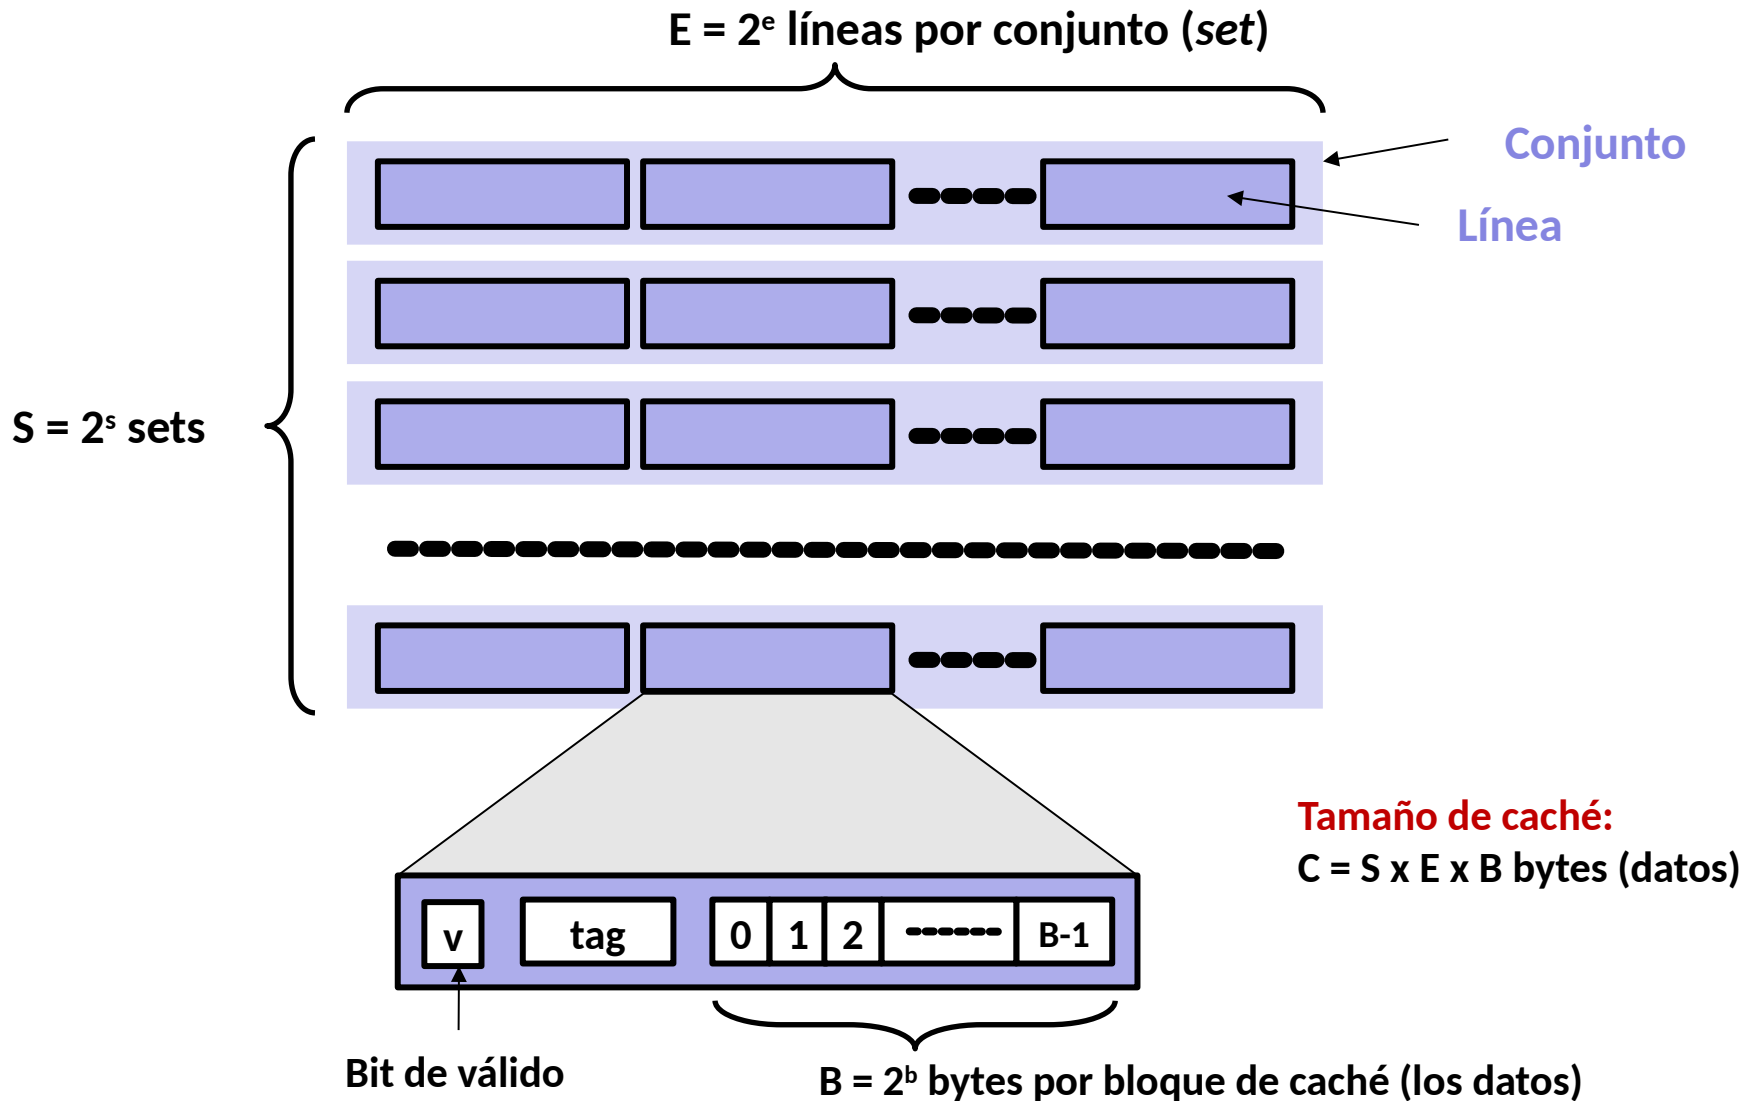 E = 2ᵉ líneas por conjunto (set)
Conjunto
Línea
S = 2ˢ sets
Tamaño de caché:
C = S x E x B bytes (datos)
v
tag
0 1 2 B-1
Bit de válido
B = 2ᵇ bytes por bloque de caché (los datos)